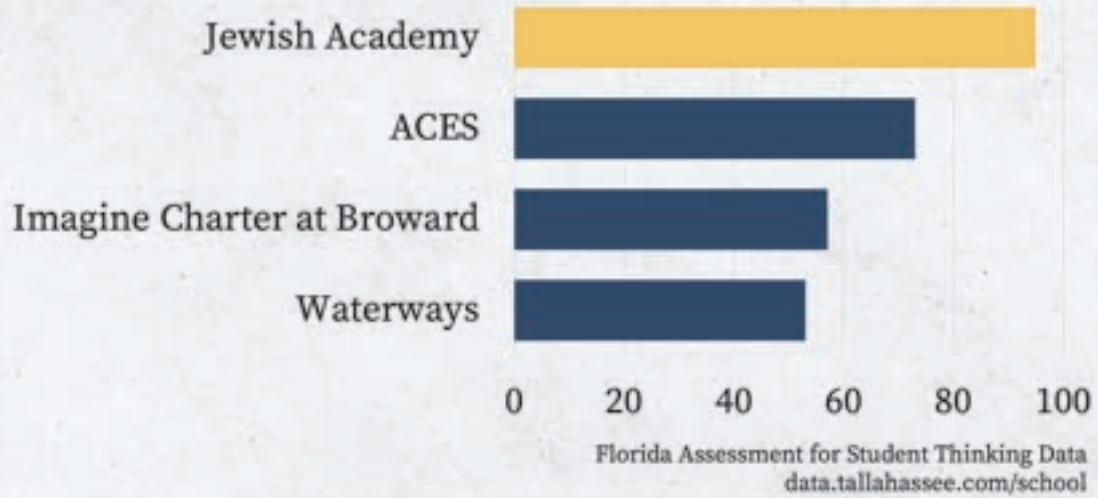 Jewish Academy
ACES
Imagine Charter at Broward
Waterways
0 20 40 60 80 100
Florida Assessment for Student Thinking Data
data.tallahassee.com/school